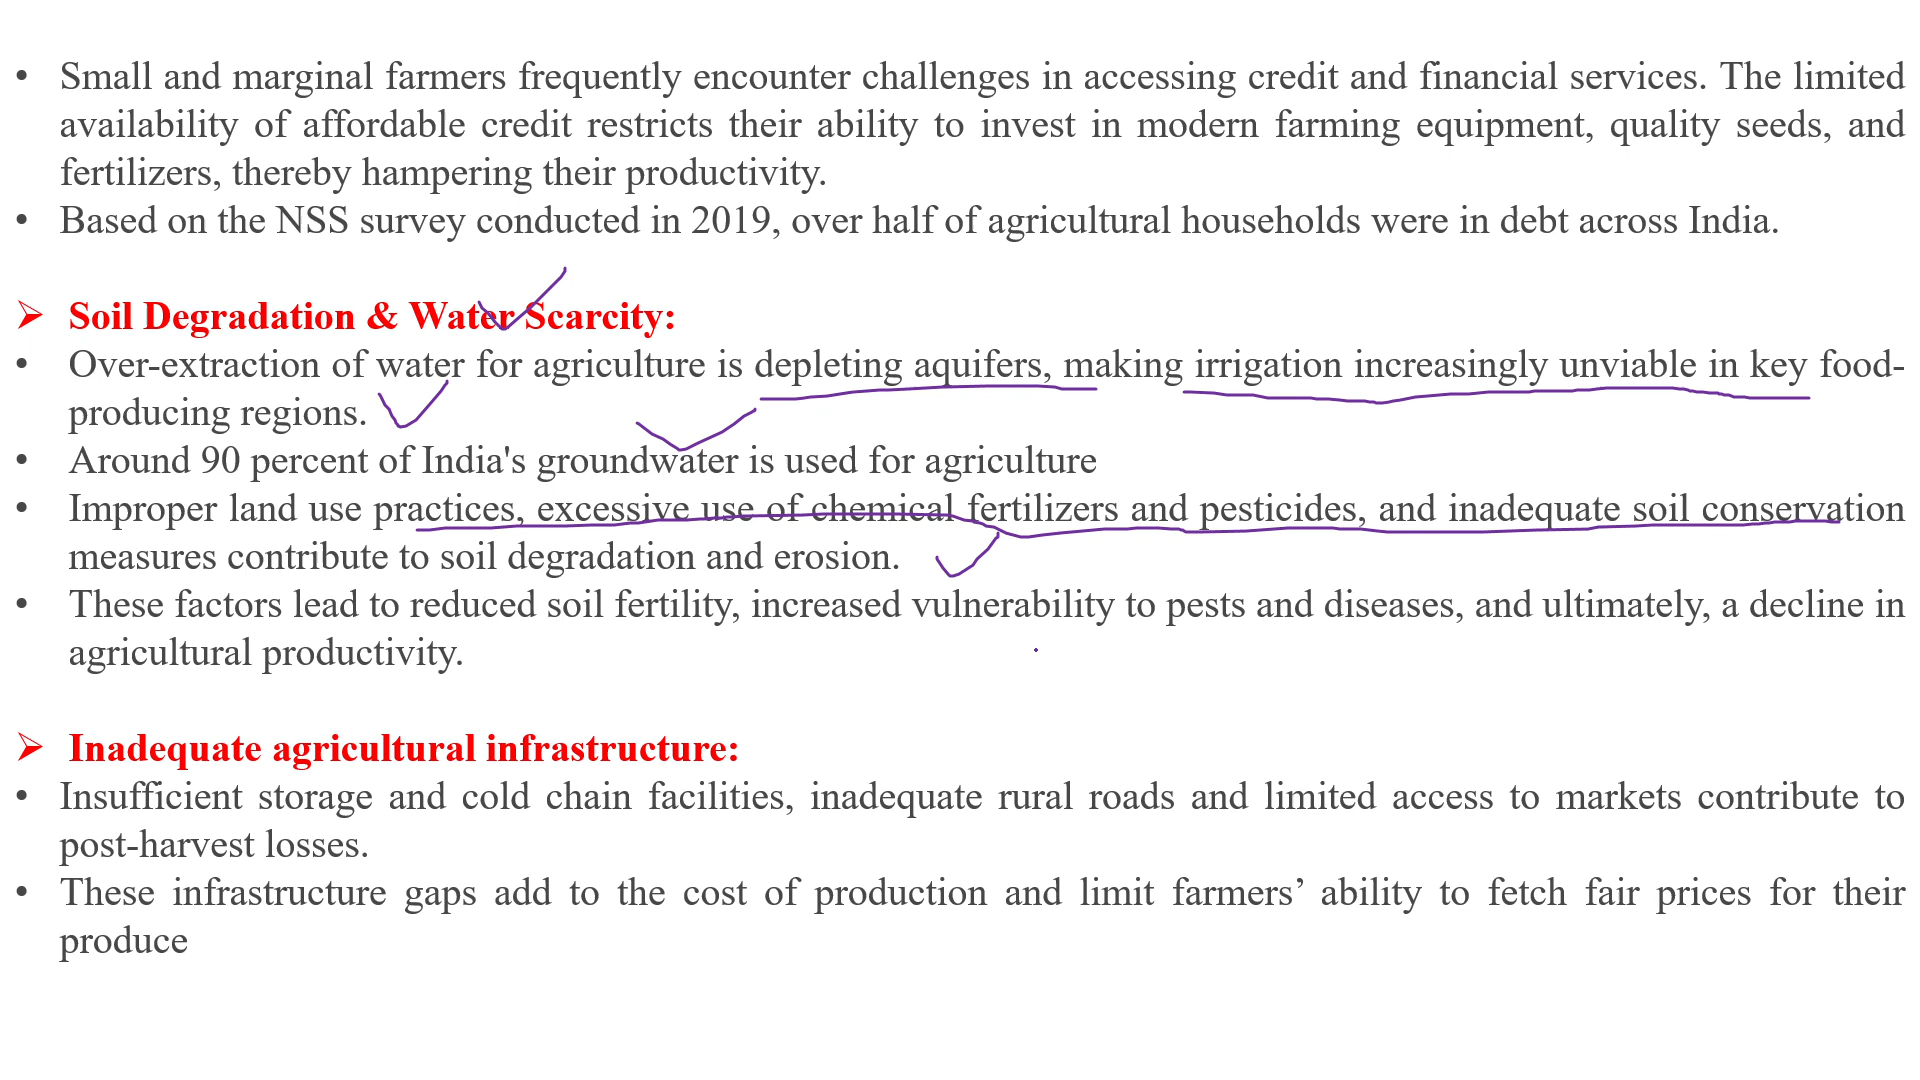 • Small and marginal farmers frequently encounter challenges in accessing credit and financial services. The limited
availability of affordable credit restricts their ability to invest in modern farming equipment, quality seeds, and
fertilizers, thereby hampering their productivity.
• Based on the NSS survey conducted in 2019, over half of agricultural households were in debt across India.
➢ Soil Degradation & Water Scarcity:
• Over-extraction of water for agriculture is depleting aquifers, making irrigation increasingly unviable in key food-
producing regions.
• Around 90 percent of India's groundwater is used for agriculture
• Improper land use practices, excessive use of chemical fertilizers and pesticides, and inadequate soil conservation
measures contribute to soil degradation and erosion.
• These factors lead to reduced soil fertility, increased vulnerability to pests and diseases, and ultimately, a decline in
agricultural productivity.
➢ Inadequate agricultural infrastructure:
• Insufficient storage and cold chain facilities, inadequate rural roads and limited access to markets contribute to
post-harvest losses.
• These infrastructure gaps add to the cost of production and limit farmers’ ability to fetch fair prices for their
produce